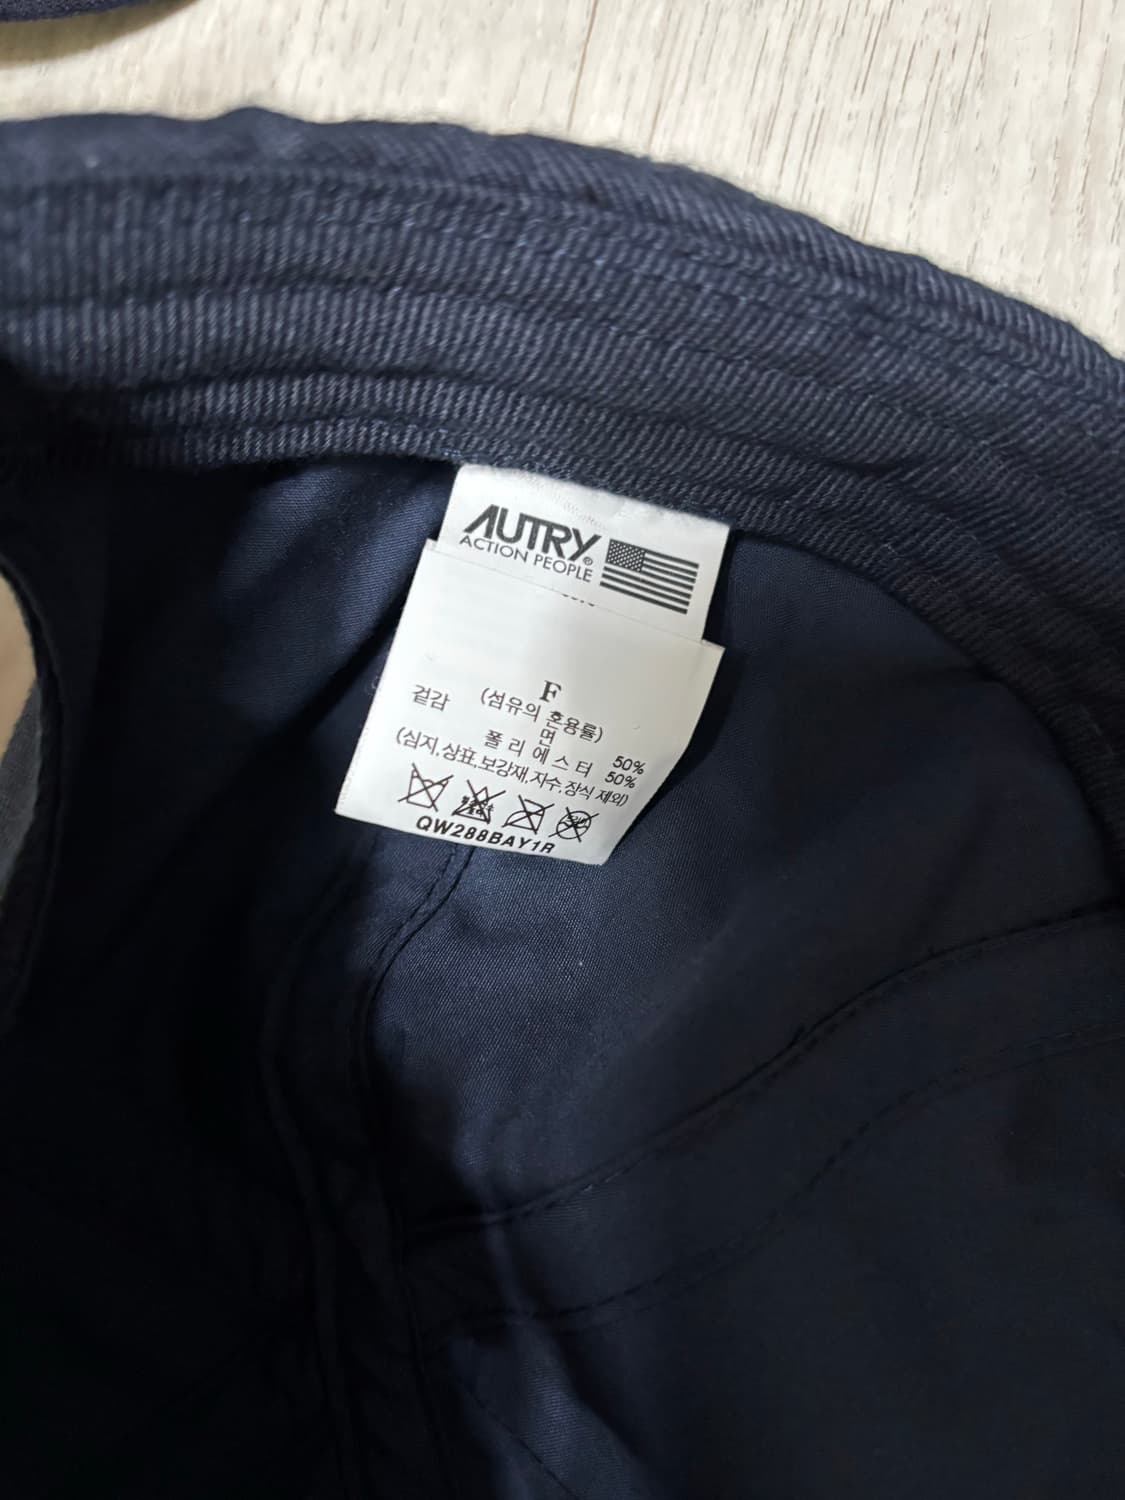 AUTRY®
ACTION PEOPLE
F
(섬유의 혼용률)
겉감
면 50%
폴리에스터 50%
(심지,상표,보강재,자수,장식 제외)
QW288BAY1R